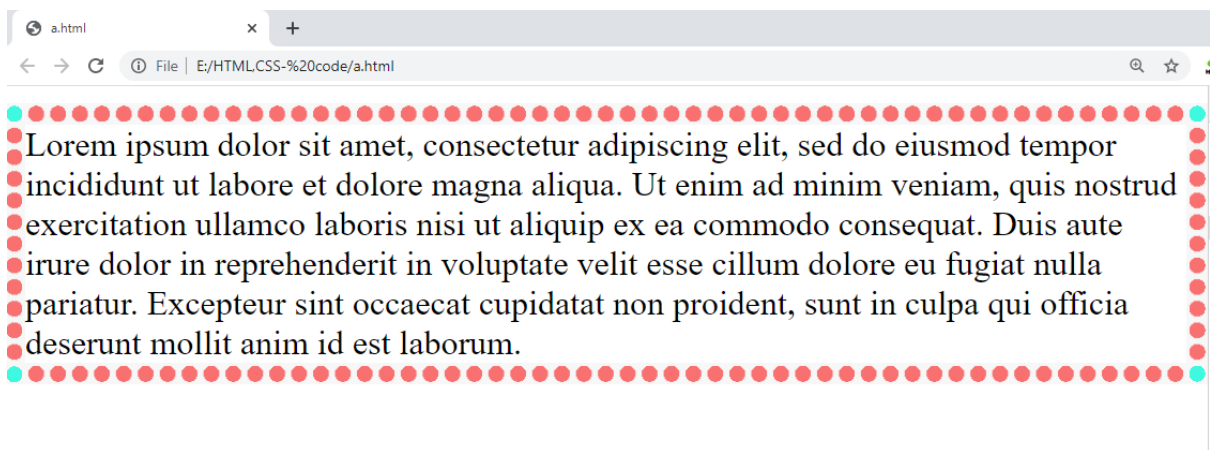 a.html
File E:/HTML,CSS-%20code/a.html
Lorem ipsum dolor sit amet, consectetur adipiscing elit, sed do eiusmod tempor
incididunt ut labore et dolore magna aliqua. Ut enim ad minim veniam, quis nostrud
exercitation ullamco laboris nisi ut aliquip ex ea commodo consequat. Duis aute
irure dolor in reprehenderit in voluptate velit esse cillum dolore eu fugiat nulla
pariatur. Excepteur sint occaecat cupidatat non proident, sunt in culpa qui officia
deserunt mollit anim id est laborum.